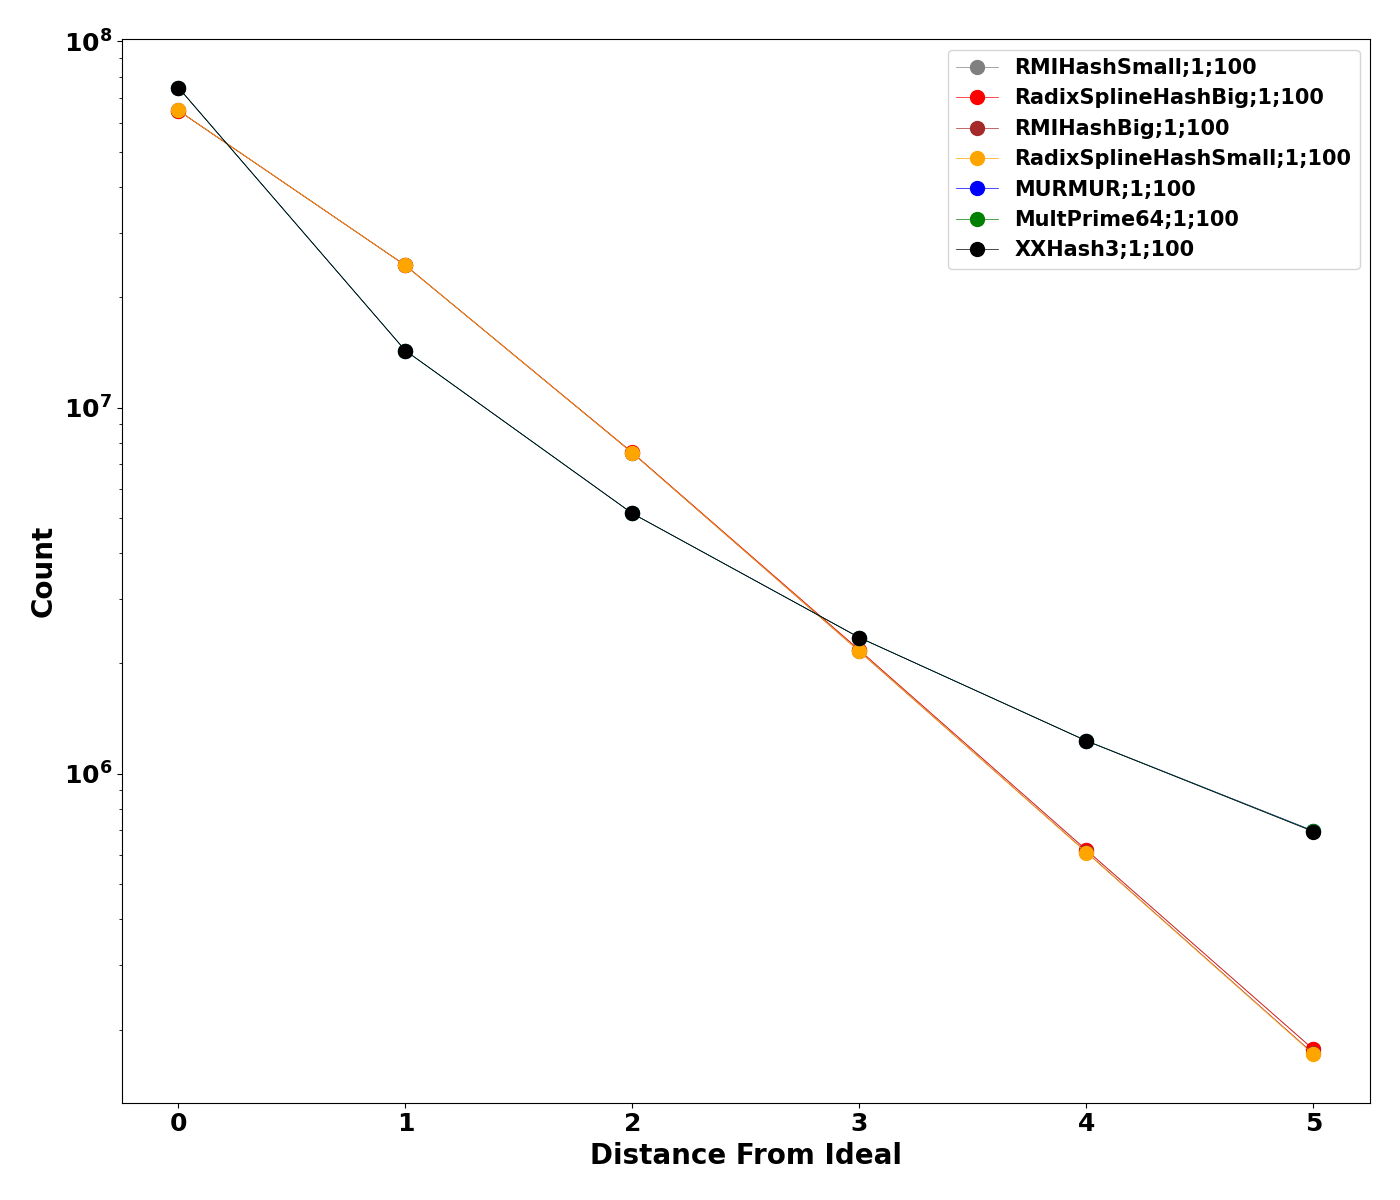 10^8
10^7
10^6
Count
RMIHashSmall;1;100
RadixSplineHashBig;1;100
RMIHashBig;1;100
RadixSplineHashSmall;1;100
MURMUR;1;100
MultPrime64;1;100
XXHash3;1;100
0 1 2 3 4 5
Distance From Ideal